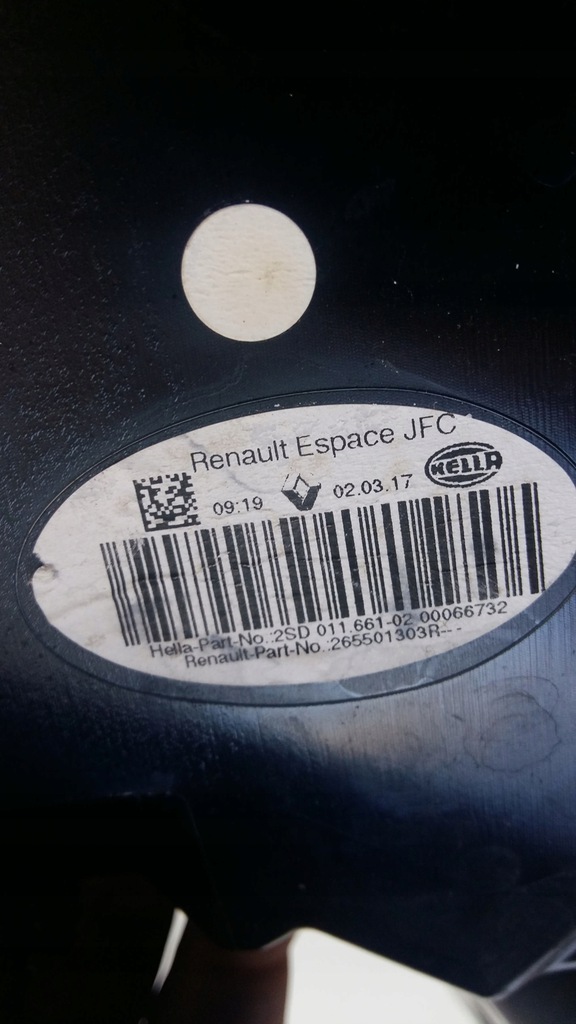 Renault Espace JFC
09:19 02.03.17 HELLA
Hella-Part-No.:2SD 011.661-02 00066732
Renault-Part-No.:265501303R-- -